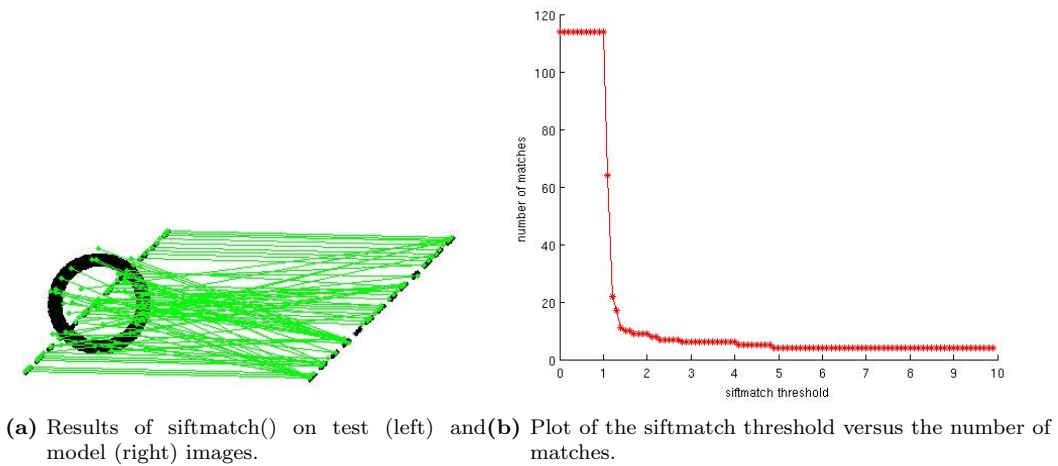 120
100
80
60
40
20
0
number of matches
0 1 2 3 4 5 6 7 8 9 10
siftmatch threshold
(a) Results of siftmatch() on test (left) and
model (right) images.
(b) Plot of the siftmatch threshold versus the number of
matches.